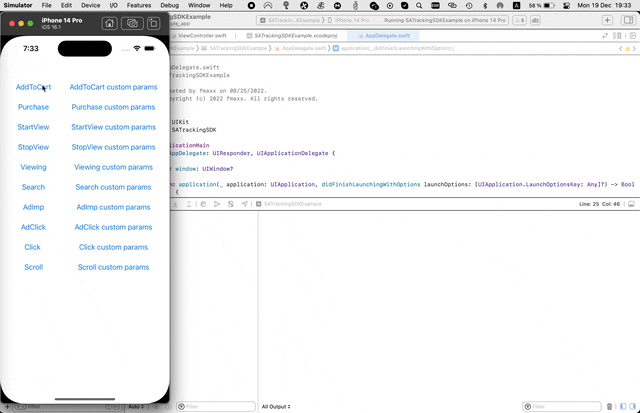 Simulator File Edit Device I/O Features Debug Window Help 58 % Mon 19 Dec 19:33
iPhone 14 Pro
iOS 16.1
SATrackin...SDKExample iPhone 14 Pro
Running SATrackingSDKExample on iPhone 14 Pro
ViewController.swift
SATrackingSDKExample.xcodeproj
AppDelegate.swift
AppDelegate.swift
application(_:didFinishLaunchingWithOptions:)
7:33
AddToCart AddToCart custom params
Purchase Purchase custom params
StartView StartView custom params
StopView StopView custom params
Viewing Viewing custom params
Search Search custom params
AdImp AdImp custom params
AdClick AdClick custom params
Click Click custom params
Scroll Scroll custom params
Delegate.swift
TrackingSDKExample
eated by fmaxx on 08/25/2022.
pyright (c) 2022 fmaxx. All rights reserved.
UIKit
SATrackingSDK
plicationMain
AppDelegate: UIResponder, UIApplicationDelegate {
window: UIWindow?
nc application(_ application: UIApplication, didFinishLaunchingWithOptions launchOptions: [UIApplication.LaunchOptionsKey: Any]?) -> Bool
{
SATrackingSDKExample
Line: 25 Col: 46
Filter
Auto
Filter
All Output
Filter